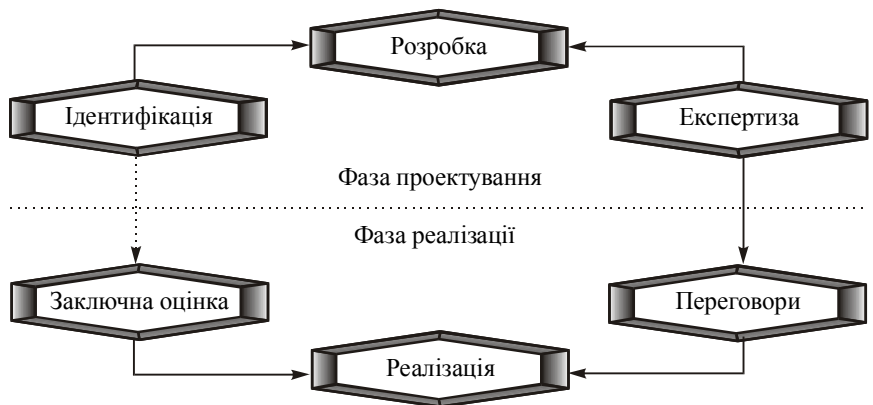 Розробка
Ідентифікація
Експертиза
Фаза проектування
Фаза реалізації
Заключна оцінка
Переговори
Реалізація